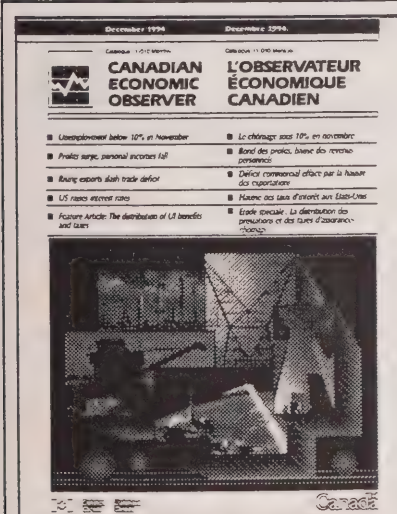 December 1994
Décembre 1994
CANADIAN
ECONOMIC
OBSERVER
L'OBSERVATEUR
ÉCONOMIQUE
CANADIEN
Unemployment below 10% in November
Profits surge, personal incomes fall
Rising exports slash trade deficit
US raises interest rates
Feature Article: The distribution of UI benefits
and taxes
Le chômage sous 10% en novembre
Bond des profits, baisse des revenus
personnels
Déficit commercial effacé par la hausse
des exportations
Hausse des taux d'intérêt aux États-Unis
Étude spéciale: La distribution des
prestations et des taxes d'assurance-
chômage
Canada